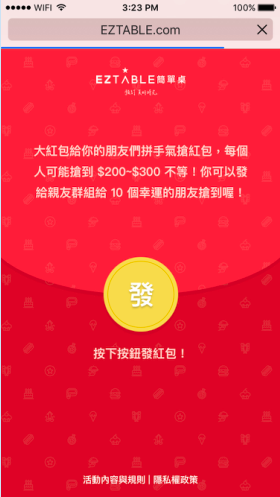 WIFI 3:23 PM 100%
EZTABLE.com
EZTABLE簡單桌
大紅包給你的朋友們拼手氣搶紅包，每個
人可能搶到 $200~$300 不等！你可以發
給親友群組給 10 個幸運的朋友搶到喔！
發
按下按鈕發紅包！
活動內容與規則 | 隱私權政策